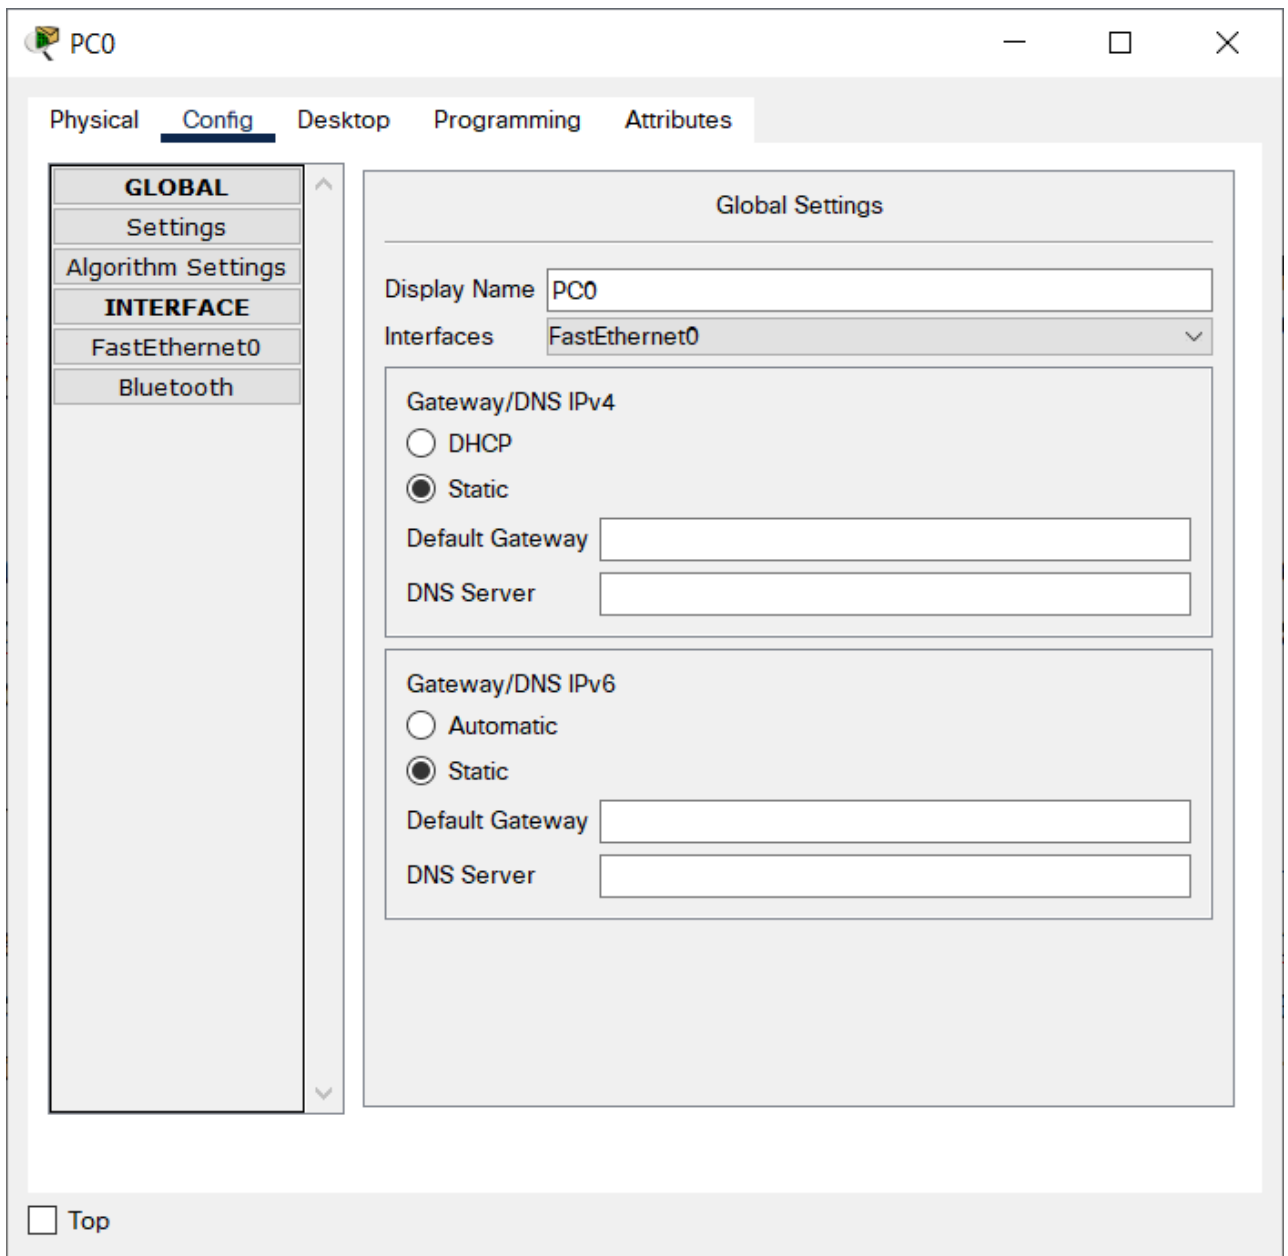 PC0
Physical Config Desktop Programming Attributes
GLOBAL
Settings
Algorithm Settings
INTERFACE
FastEthernet0
Bluetooth
Global Settings
Display Name PC0
Interfaces FastEthernet0
Gateway/DNS IPv4
DHCP
Static
Default Gateway
DNS Server
Gateway/DNS IPv6
Automatic
Static
Default Gateway
DNS Server
Top